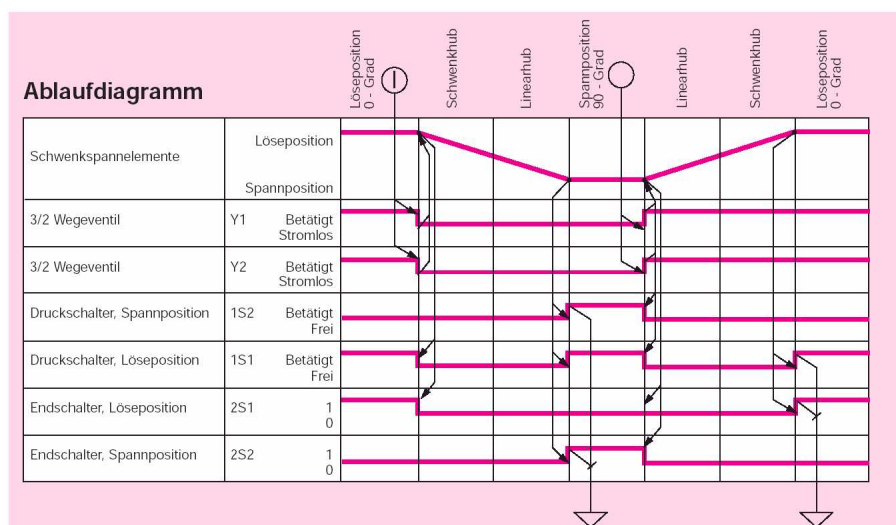 Ablaufdiagramm
Löseposition
0 - Grad
Schwenkhub
Linearhub
Spannposition
90 - Grad
Linearhub
Schwenkhub
Löseposition
0 - Grad
Schwenkspannelemente
Löseposition
Spannposition
3/2 Wegeventil Y1 Betätigt
Stromlos
3/2 Wegeventil Y2 Betätigt
Stromlos
Druckschalter, Spannposition 1S2 Betätigt
Frei
Druckschalter, Löseposition 1S1 Betätigt
Frei
Endschalter, Löseposition 2S1 1
0
Endschalter, Spannposition 2S2 1
0